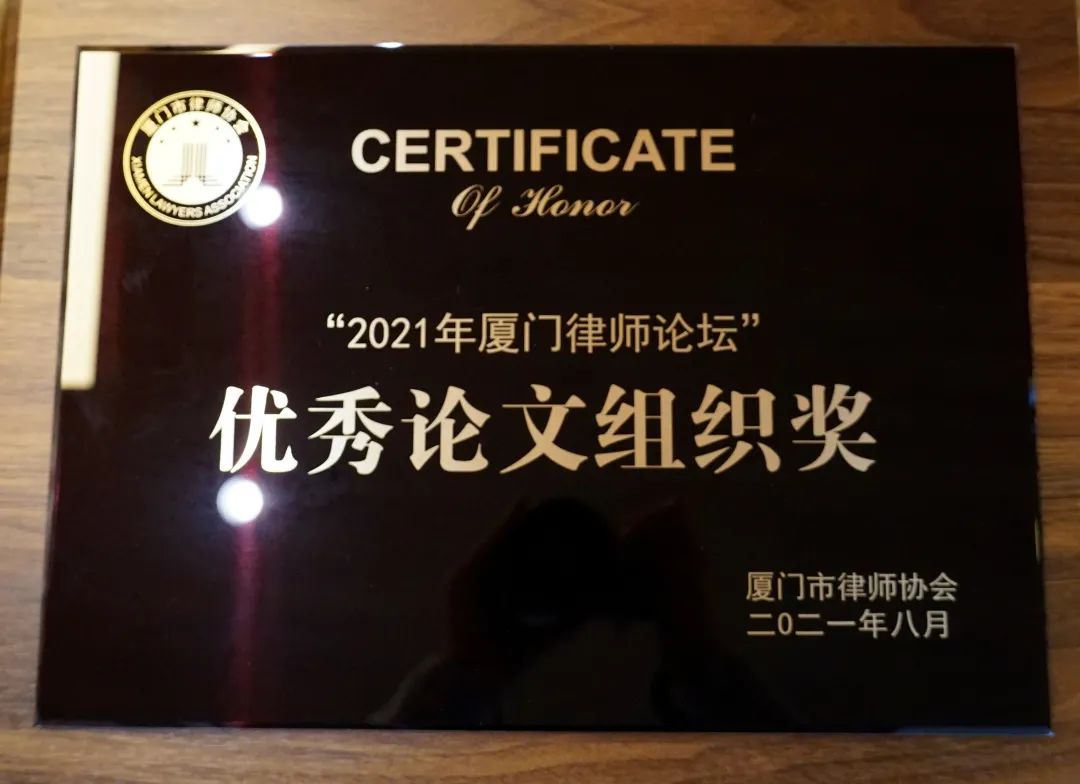 厦门市律师协会
XIAMEN LAWYERS ASSOCIATION
CERTIFICATE
Of Honor
“2021年厦门律师论坛”
优秀论文组织奖
厦门市律师协会
二0二一年八月